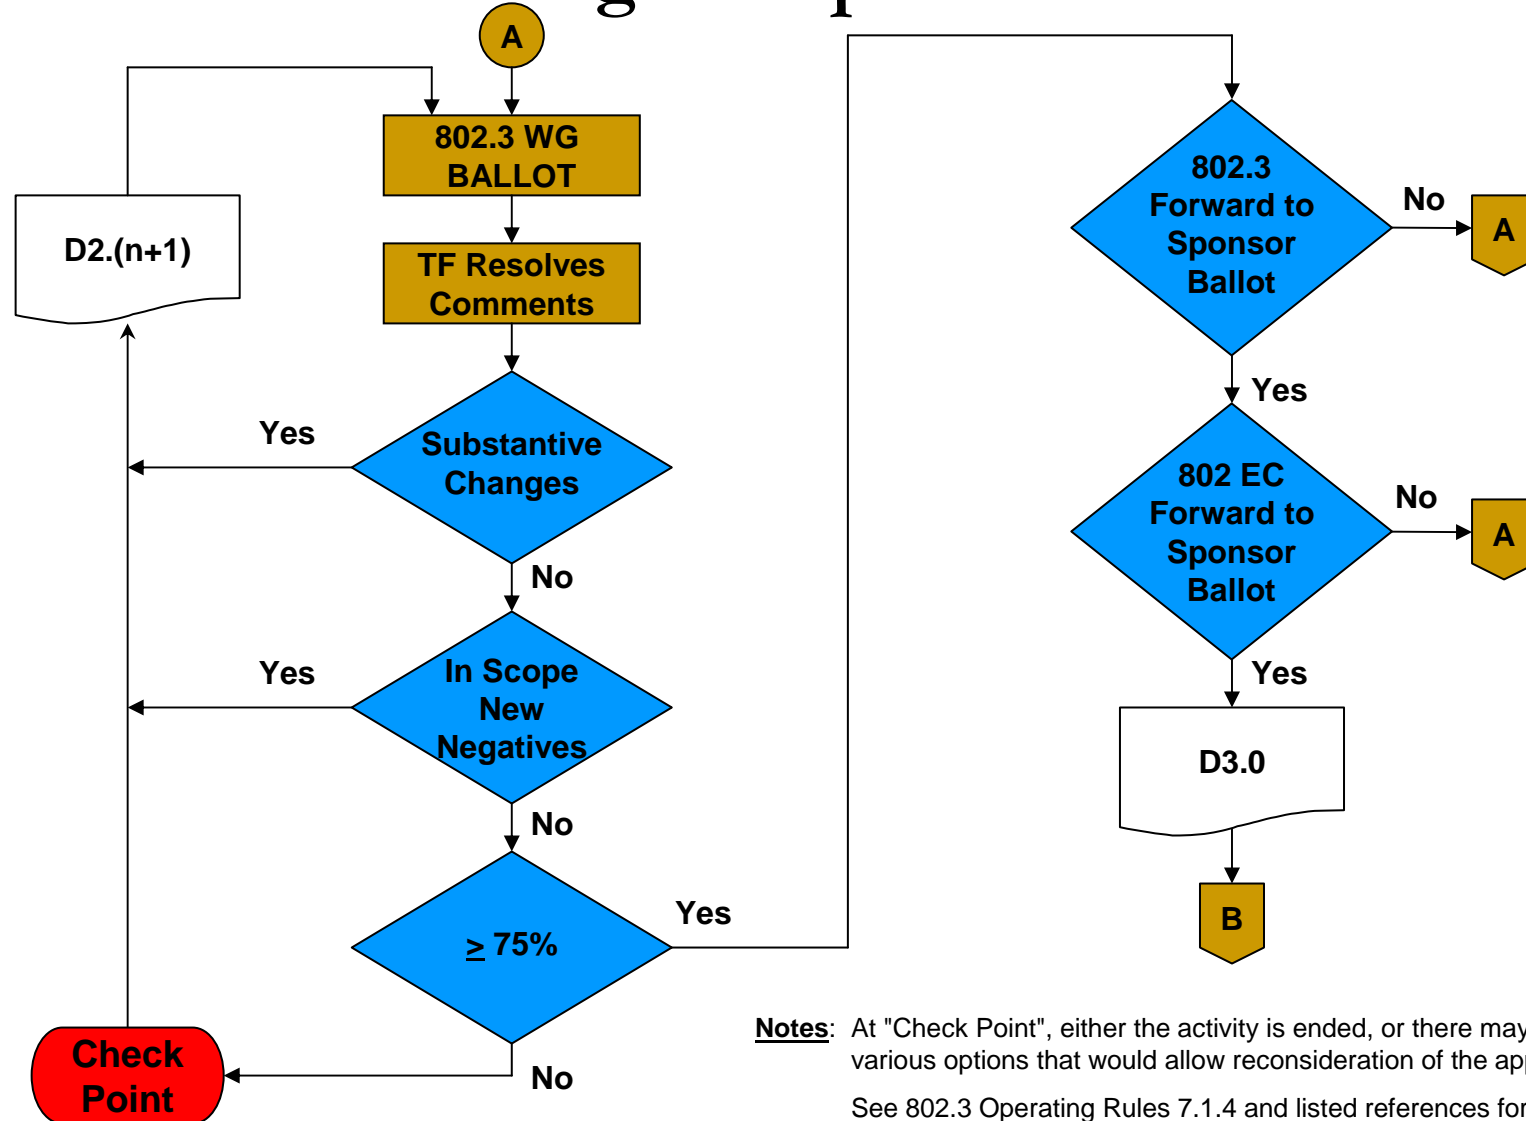 A
802.3 WG
BALLOT
D2.(n+1)
TF Resolves
Comments
Yes
Substantive
Changes
No
Yes
In Scope
New
Negatives
No
≥ 75%
Yes
No
Check
Point
802.3
Forward to
Sponsor
Ballot
No
A
Yes
802 EC
Forward to
Sponsor
Ballot
No
A
Yes
D3.0
B
Notes: At "Check Point", either the activity is ended, or there may
various options that would allow reconsideration of the
See 802.3 Operating Rules 7.1.4 and listed references for